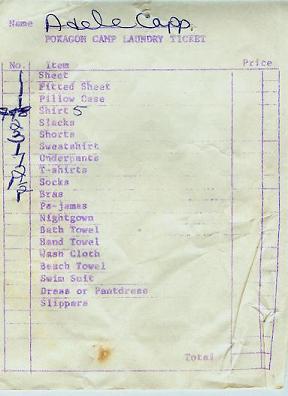 Name Adele Capp.
POKAGON CAMP LAUNDRY TICKET
No. Item Price
Sheet
Fitted Sheet
Pillow Case
Shirt 5
Slacks
Shorts
Sweatshirt
Underpants
T-shirts
Socks
Bras
Pa-jamas
Nightgown
Bath Towel
Hand Towel
Wash Cloth
Beach Towel
Swim Suit
Dress or Pantdress
Slippers
Total